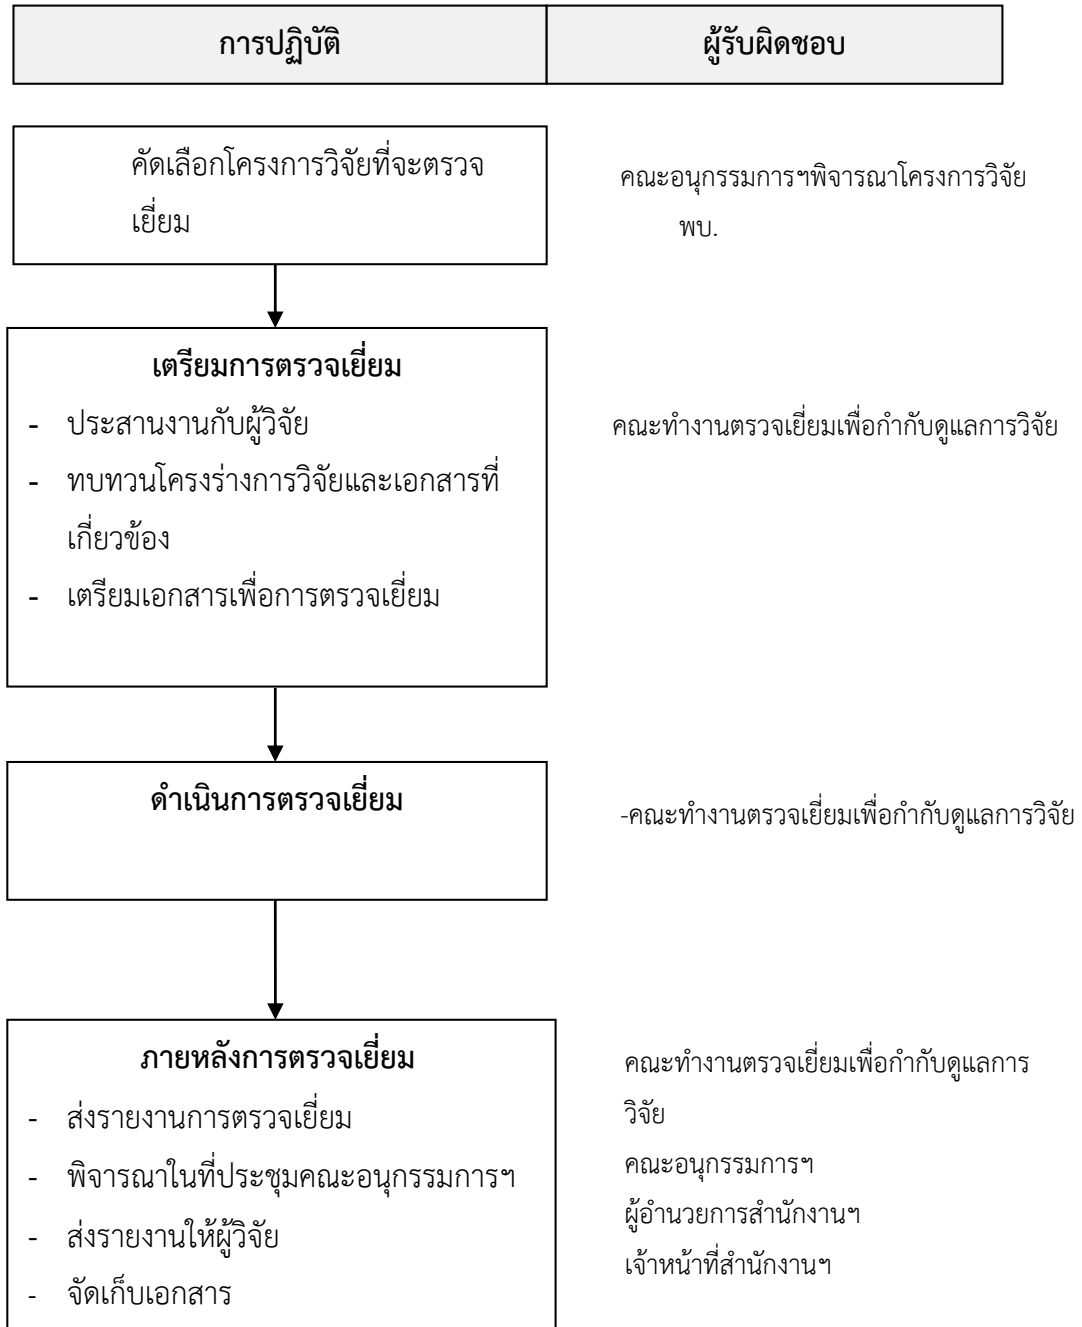 การปฏิบัติ
ผู้รับผิดชอบ
คัดเลือกโครงการวิจัยที่จะตรวจ
เยี่ยม
คณะอนุกรรมการฯพิจารณาโครงการวิจัย
พบ.
เตรียมการตรวจเยี่ยม
- ประสานงานกับผู้วิจัย
- ทบทวนโครงร่างการวิจัยและเอกสารที่
เกี่ยวข้อง
- เตรียมเอกสารเพื่อการตรวจเยี่ยม
คณะทำงานตรวจเยี่ยมเพื่อกำกับดูแลการวิจัย
ดำเนินการตรวจเยี่ยม
-คณะทำงานตรวจเยี่ยมเพื่อกำกับดูแลการวิจัย
ภายหลังการตรวจเยี่ยม
- ส่งรายงานการตรวจเยี่ยม
- พิจารณาในที่ประชุมคณะอนุกรรมการฯ
- ส่งรายงานให้ผู้วิจัย
- จัดเก็บเอกสาร
คณะทำงานตรวจเยี่ยมเพื่อกำกับดูแลการ
วิจัย
คณะอนุกรรมการฯ
ผู้อำนวยการสำนักงานฯ
เจ้าหน้าที่สำนักงานฯ